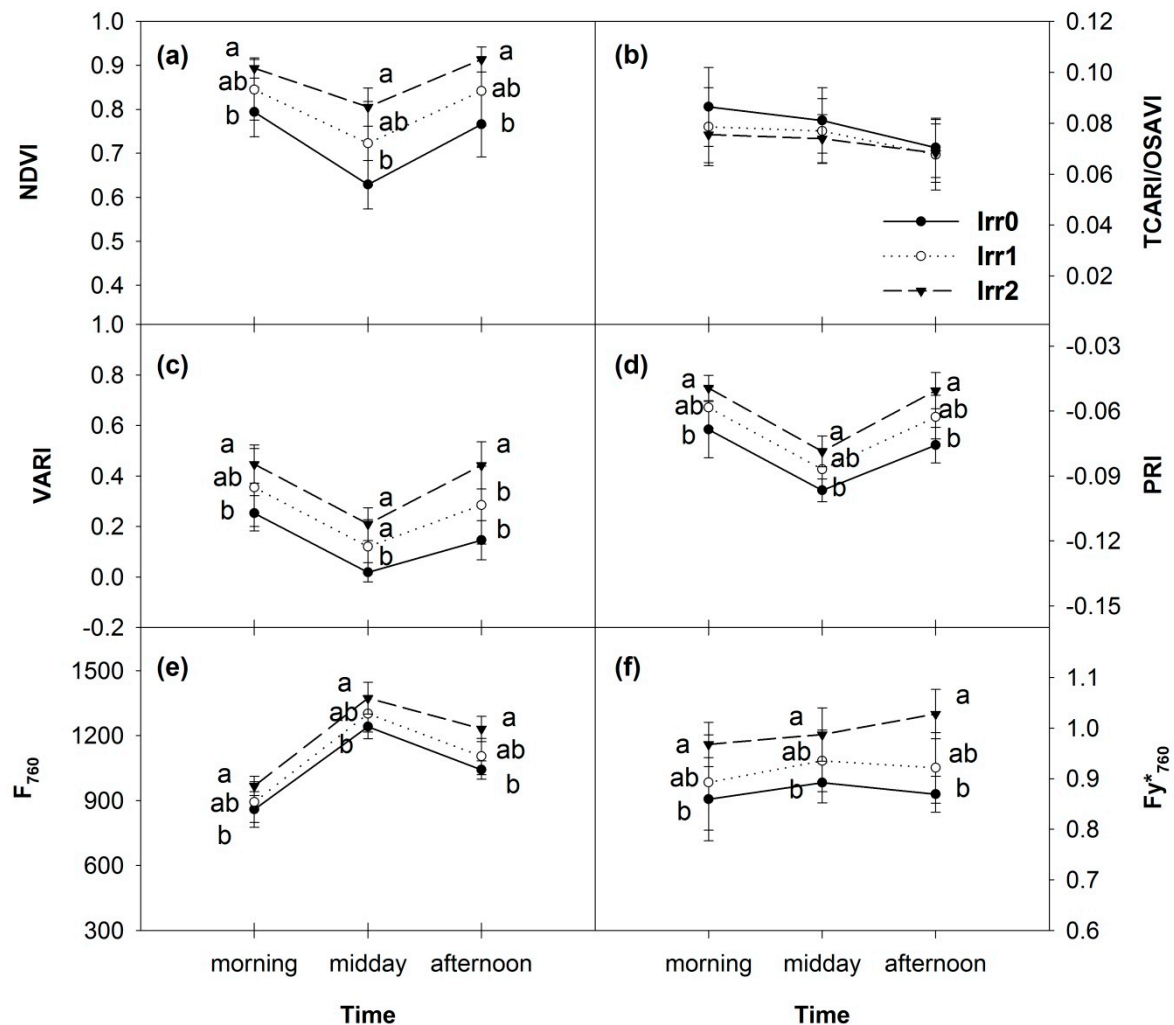 (a)
NDVI
1.0
0.9
0.8
0.7
0.6
0.5
0.4
a
ab
b
a
ab
b
a
ab
b
(b)
TCARI/OSAVI
0.12
0.10
0.08
0.06
0.04
0.02
Irr0
Irr1
Irr2
(c)
VARI
1.0
0.8
0.6
0.4
0.2
0.0
-0.2
a
ab
b
a
a
b
a
b
b
(d)
PRI
-0.03
-0.06
-0.09
-0.12
-0.15
a
ab
b
a
ab
b
a
ab
b
(e)
F760
1500
1200
900
600
300
a
ab
b
a
ab
b
a
ab
b
(f)
Fy*760
1.1
1.0
0.9
0.8
0.7
0.6
a
ab
b
a
ab
b
a
ab
b
morning midday afternoon
Time
morning midday afternoon
Time